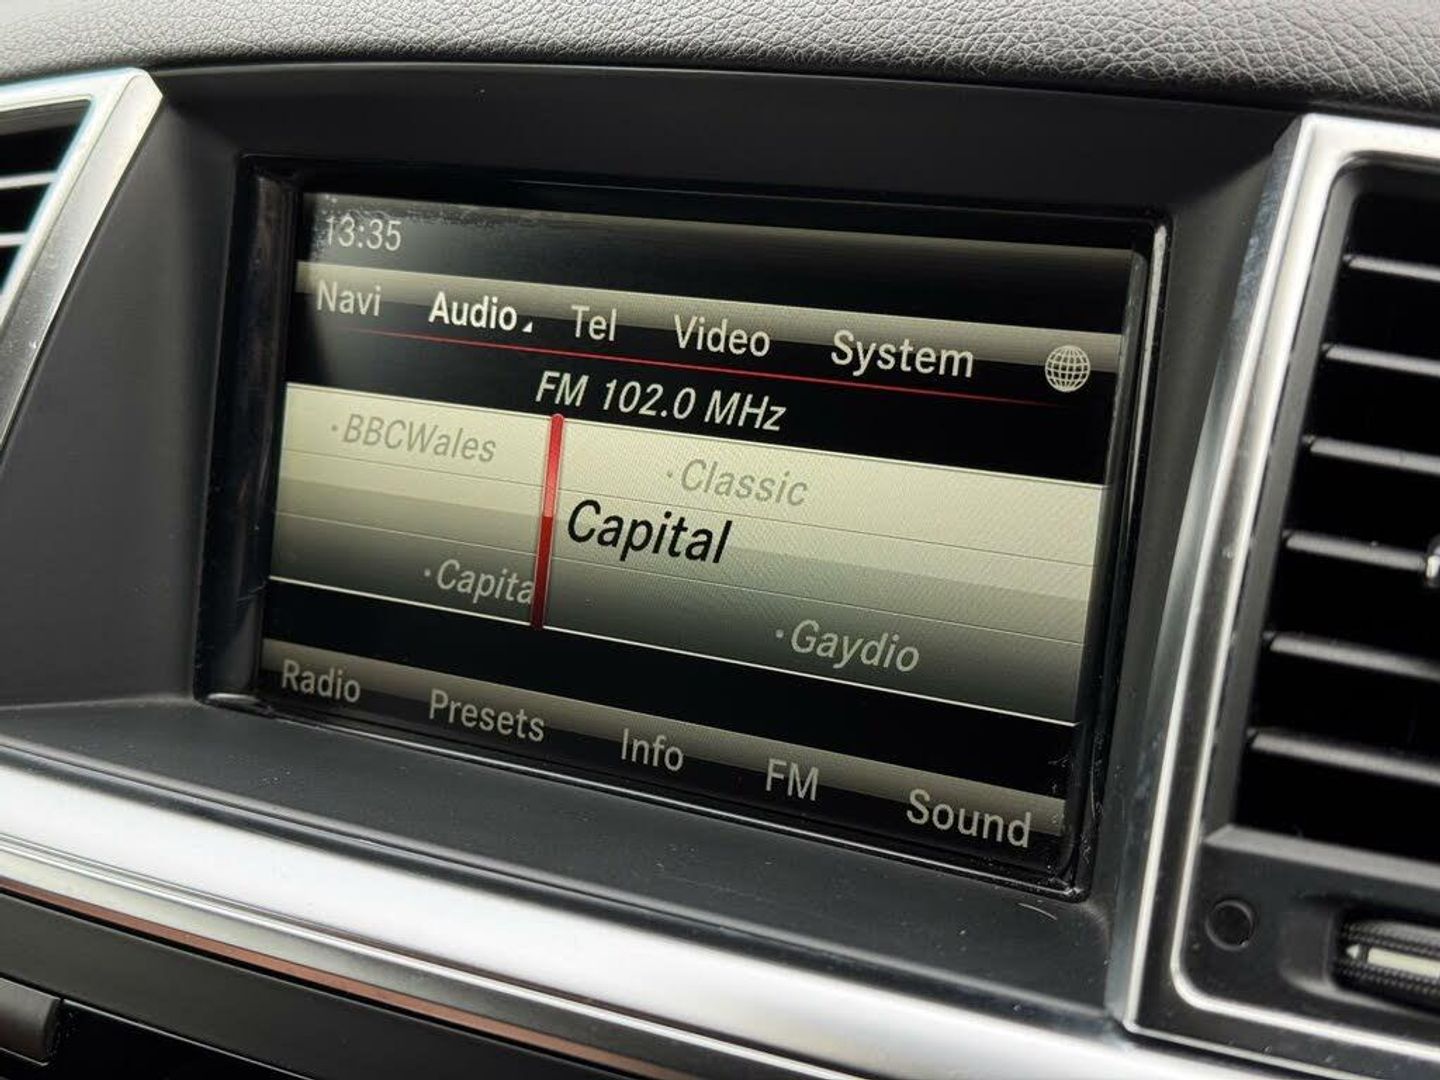 13:35
Navi Audio Tel Video System
FM 102.0 MHz
·BBCWales ·Classic
Capital
·Capita ·Gaydio
Radio Presets Info FM Sound